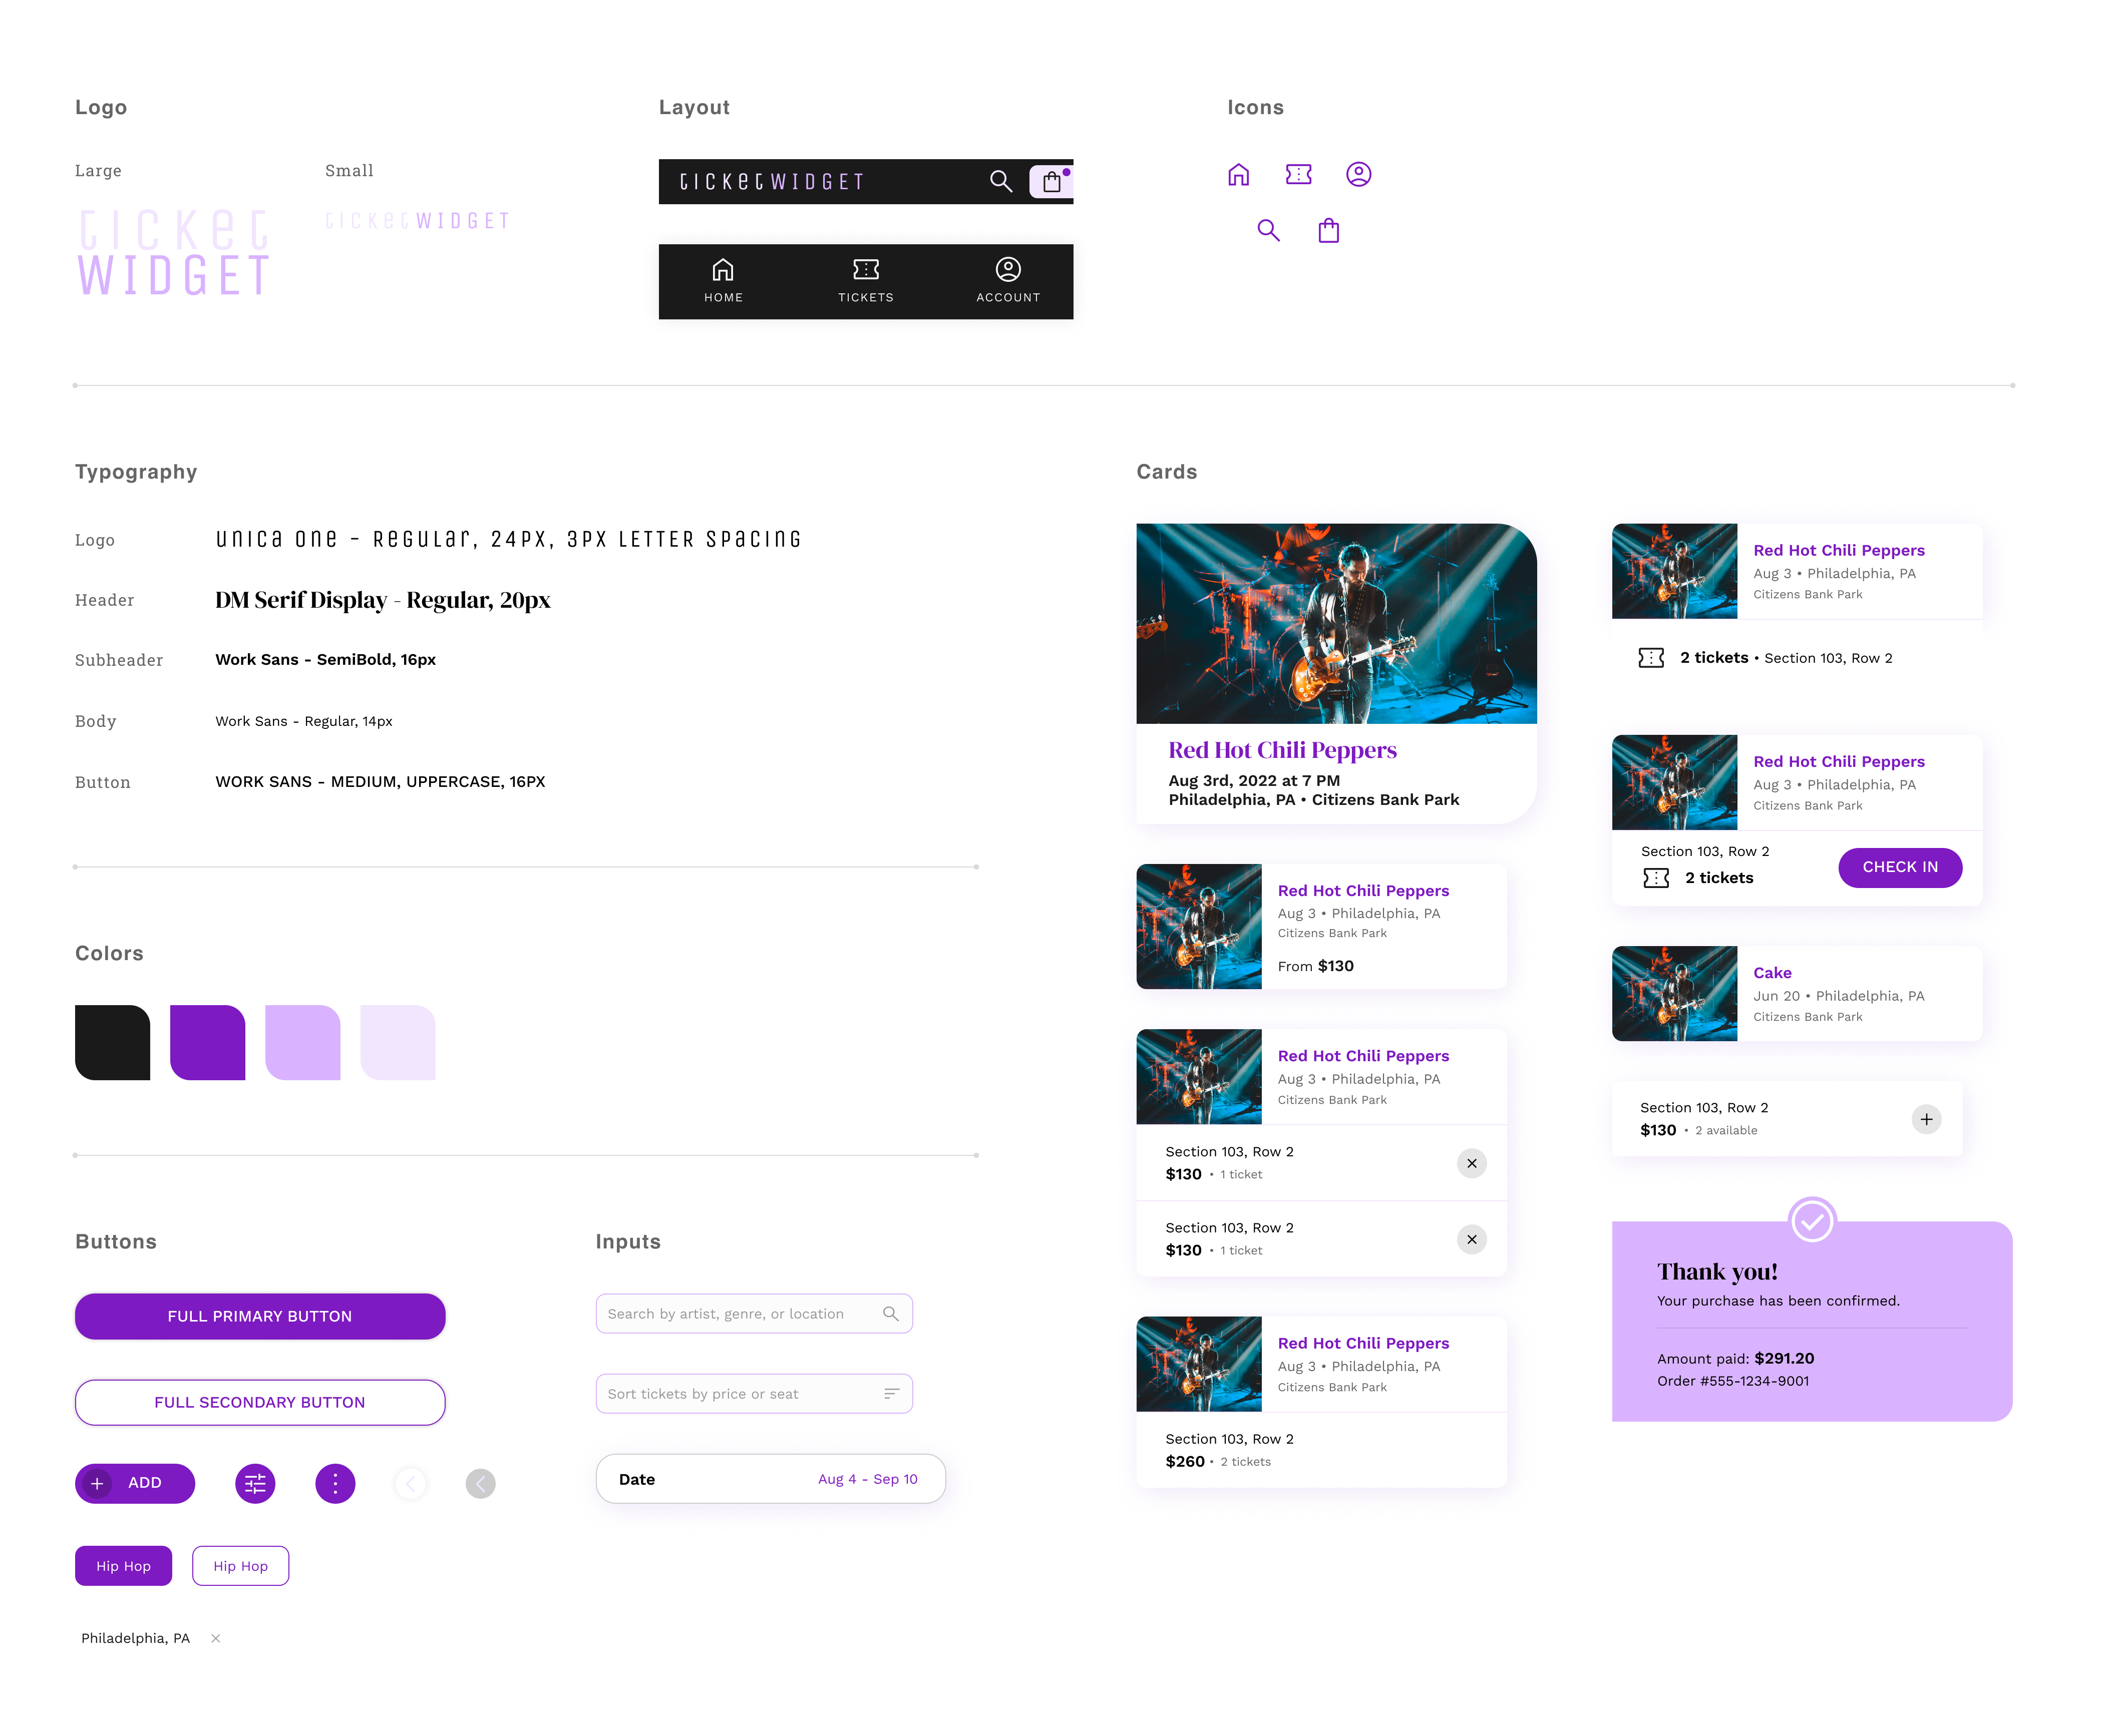 Logo
Large
Small
ticket
WIDGET
ticketWIDGET
Layout
ticketWIDGET
HOME
TICKETS
ACCOUNT
Icons
Typography
Logo
unica one - Regular, 24PX, 3PX LETTER SPacing
Header
DM Serif Display - Regular, 20px
Subheader
Work Sans - SemiBold, 16px
Body
Work Sans - Regular, 14px
Button
WORK SANS - MEDIUM, UPPERCASE, 16PX
Colors
Buttons
FULL PRIMARY BUTTON
FULL SECONDARY BUTTON
ADD
Hip Hop
Hip Hop
Philadelphia, PA
Inputs
Search by artist, genre, or location
Sort tickets by price or seat
Date
Aug 4 - Sep 10
Cards
Red Hot Chili Peppers
Aug 3rd, 2022 at 7 PM
Philadelphia, PA • Citizens Bank Park
Red Hot Chili Peppers
Aug 3 • Philadelphia, PA
Citizens Bank Park
From $130
Red Hot Chili Peppers
Aug 3 • Philadelphia, PA
Citizens Bank Park
Section 103, Row 2
$130 • 1 ticket
Section 103, Row 2
$130 • 1 ticket
Red Hot Chili Peppers
Aug 3 • Philadelphia, PA
Citizens Bank Park
Section 103, Row 2
$260 • 2 tickets
Red Hot Chili Peppers
Aug 3 • Philadelphia, PA
Citizens Bank Park
2 tickets • Section 103, Row 2
Red Hot Chili Peppers
Aug 3 • Philadelphia, PA
Citizens Bank Park
Section 103, Row 2
2 tickets
CHECK IN
Cake
Jun 20 • Philadelphia, PA
Citizens Bank Park
Section 103, Row 2
$130 • 2 available
Thank you!
Your purchase has been confirmed.
Amount paid: $291.20
Order #555-1234-9001